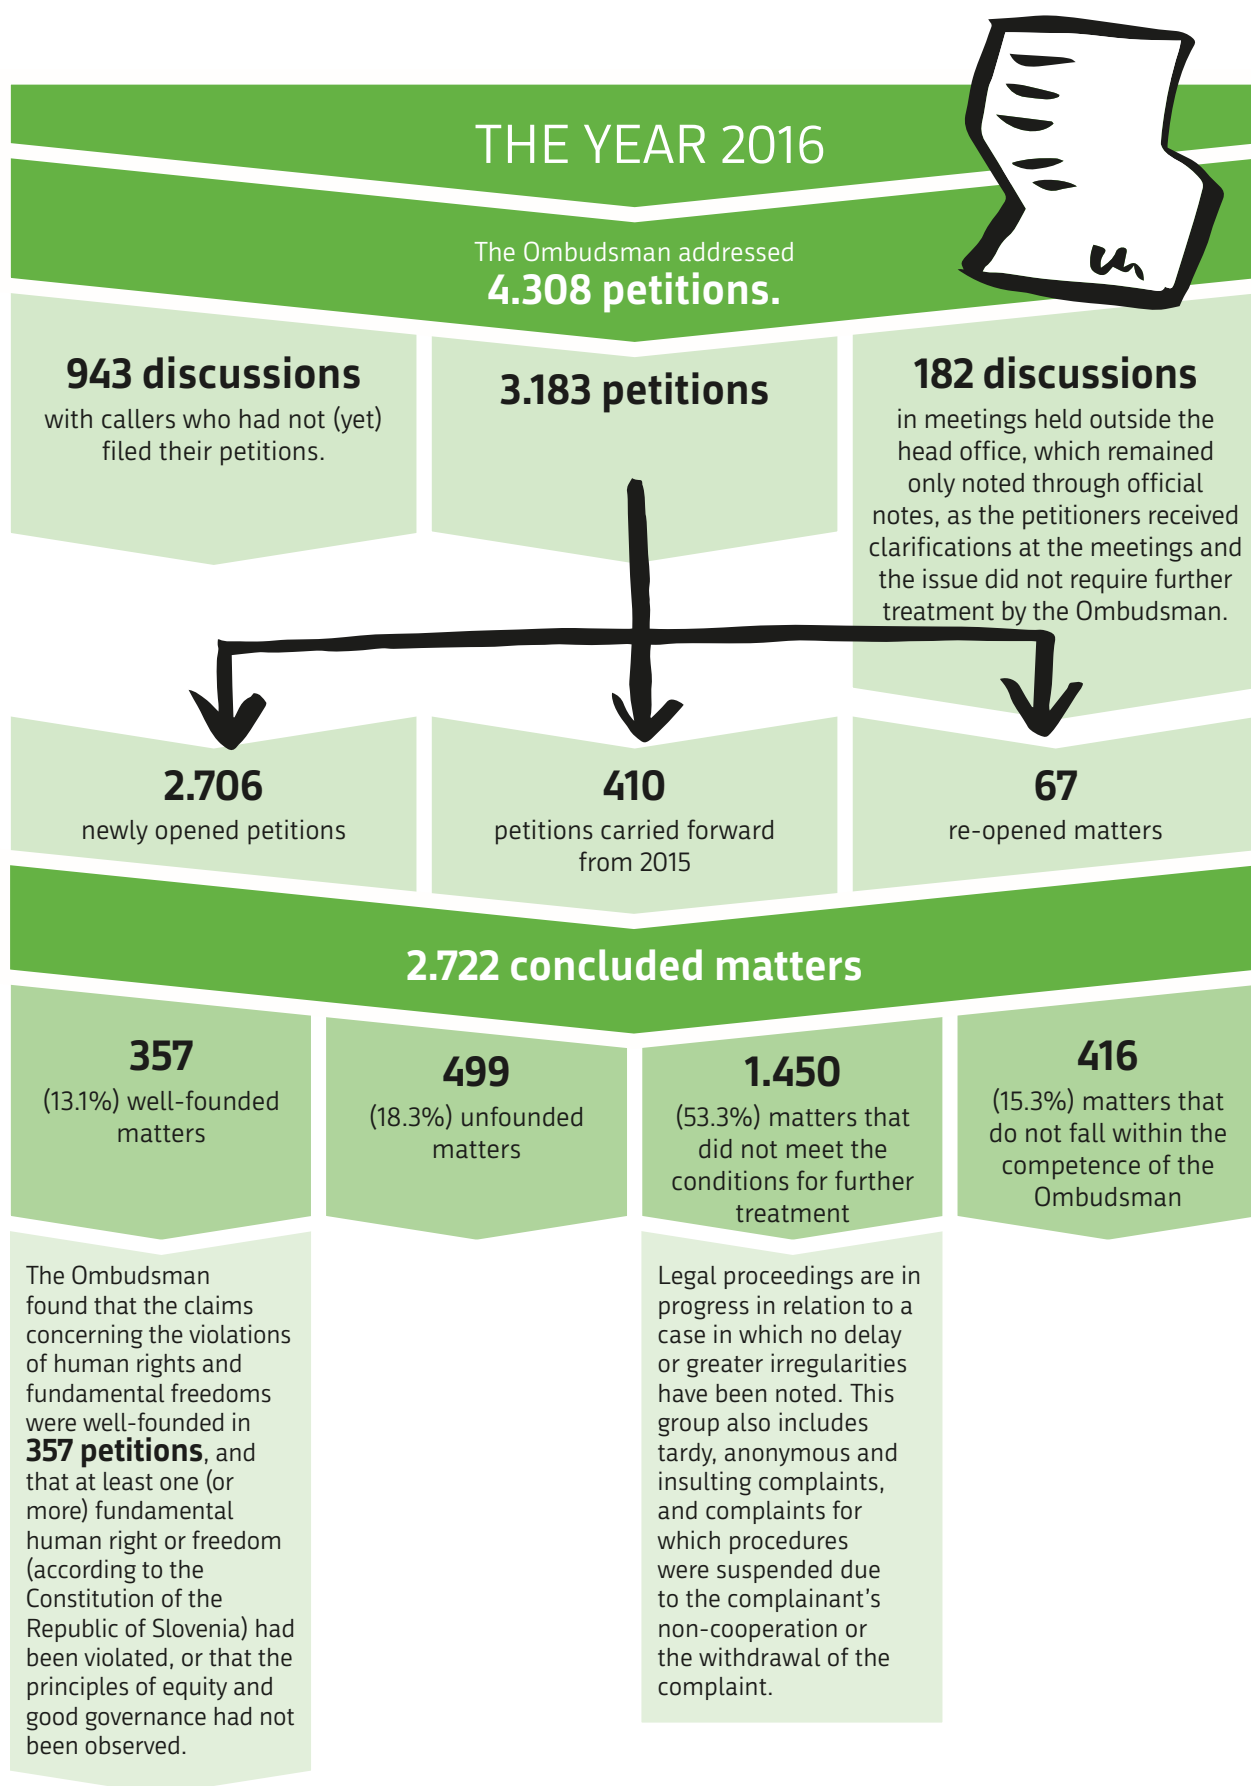 THE YEAR 2016
The Ombudsman addressed
4.308 petitions.
943 discussions
with callers who had not (yet)
filed their petitions.
3.183 petitions
182 discussions
in meetings held outside the
head office, which remained
only noted through official
notes, as the petitioners received
clarifications at the meetings and
the issue did not require further
treatment by the Ombudsman.
2.706
newly opened petitions
410
petitions carried forward
from 2015
67
re-opened matters
2.722 concluded matters
357
(13.1%) well-founded
matters
499
(18.3%) unfounded
matters
1.450
(53.3%) matters that
did not meet the
conditions for further
treatment
416
(15.3%) matters that
do not fall within the
competence of the
Ombudsman
The Ombudsman
found that the claims
concerning the violations
of human rights and
fundamental freedoms
were well-founded in
357 petitions, and
that at least one (or
more) fundamental
human right or freedom
(according to the
Constitution of the
Republic of Slovenia) had
been violated, or that the
principles of equity and
good governance had not
been observed.
Legal proceedings are in
progress in relation to a
case in which no delay
or greater irregularities
have been noted. This
group also includes
tardy, anonymous and
insulting complaints,
and complaints for
which procedures
were suspended due
to the complainant's
non-cooperation or
the withdrawal of the
complaint.